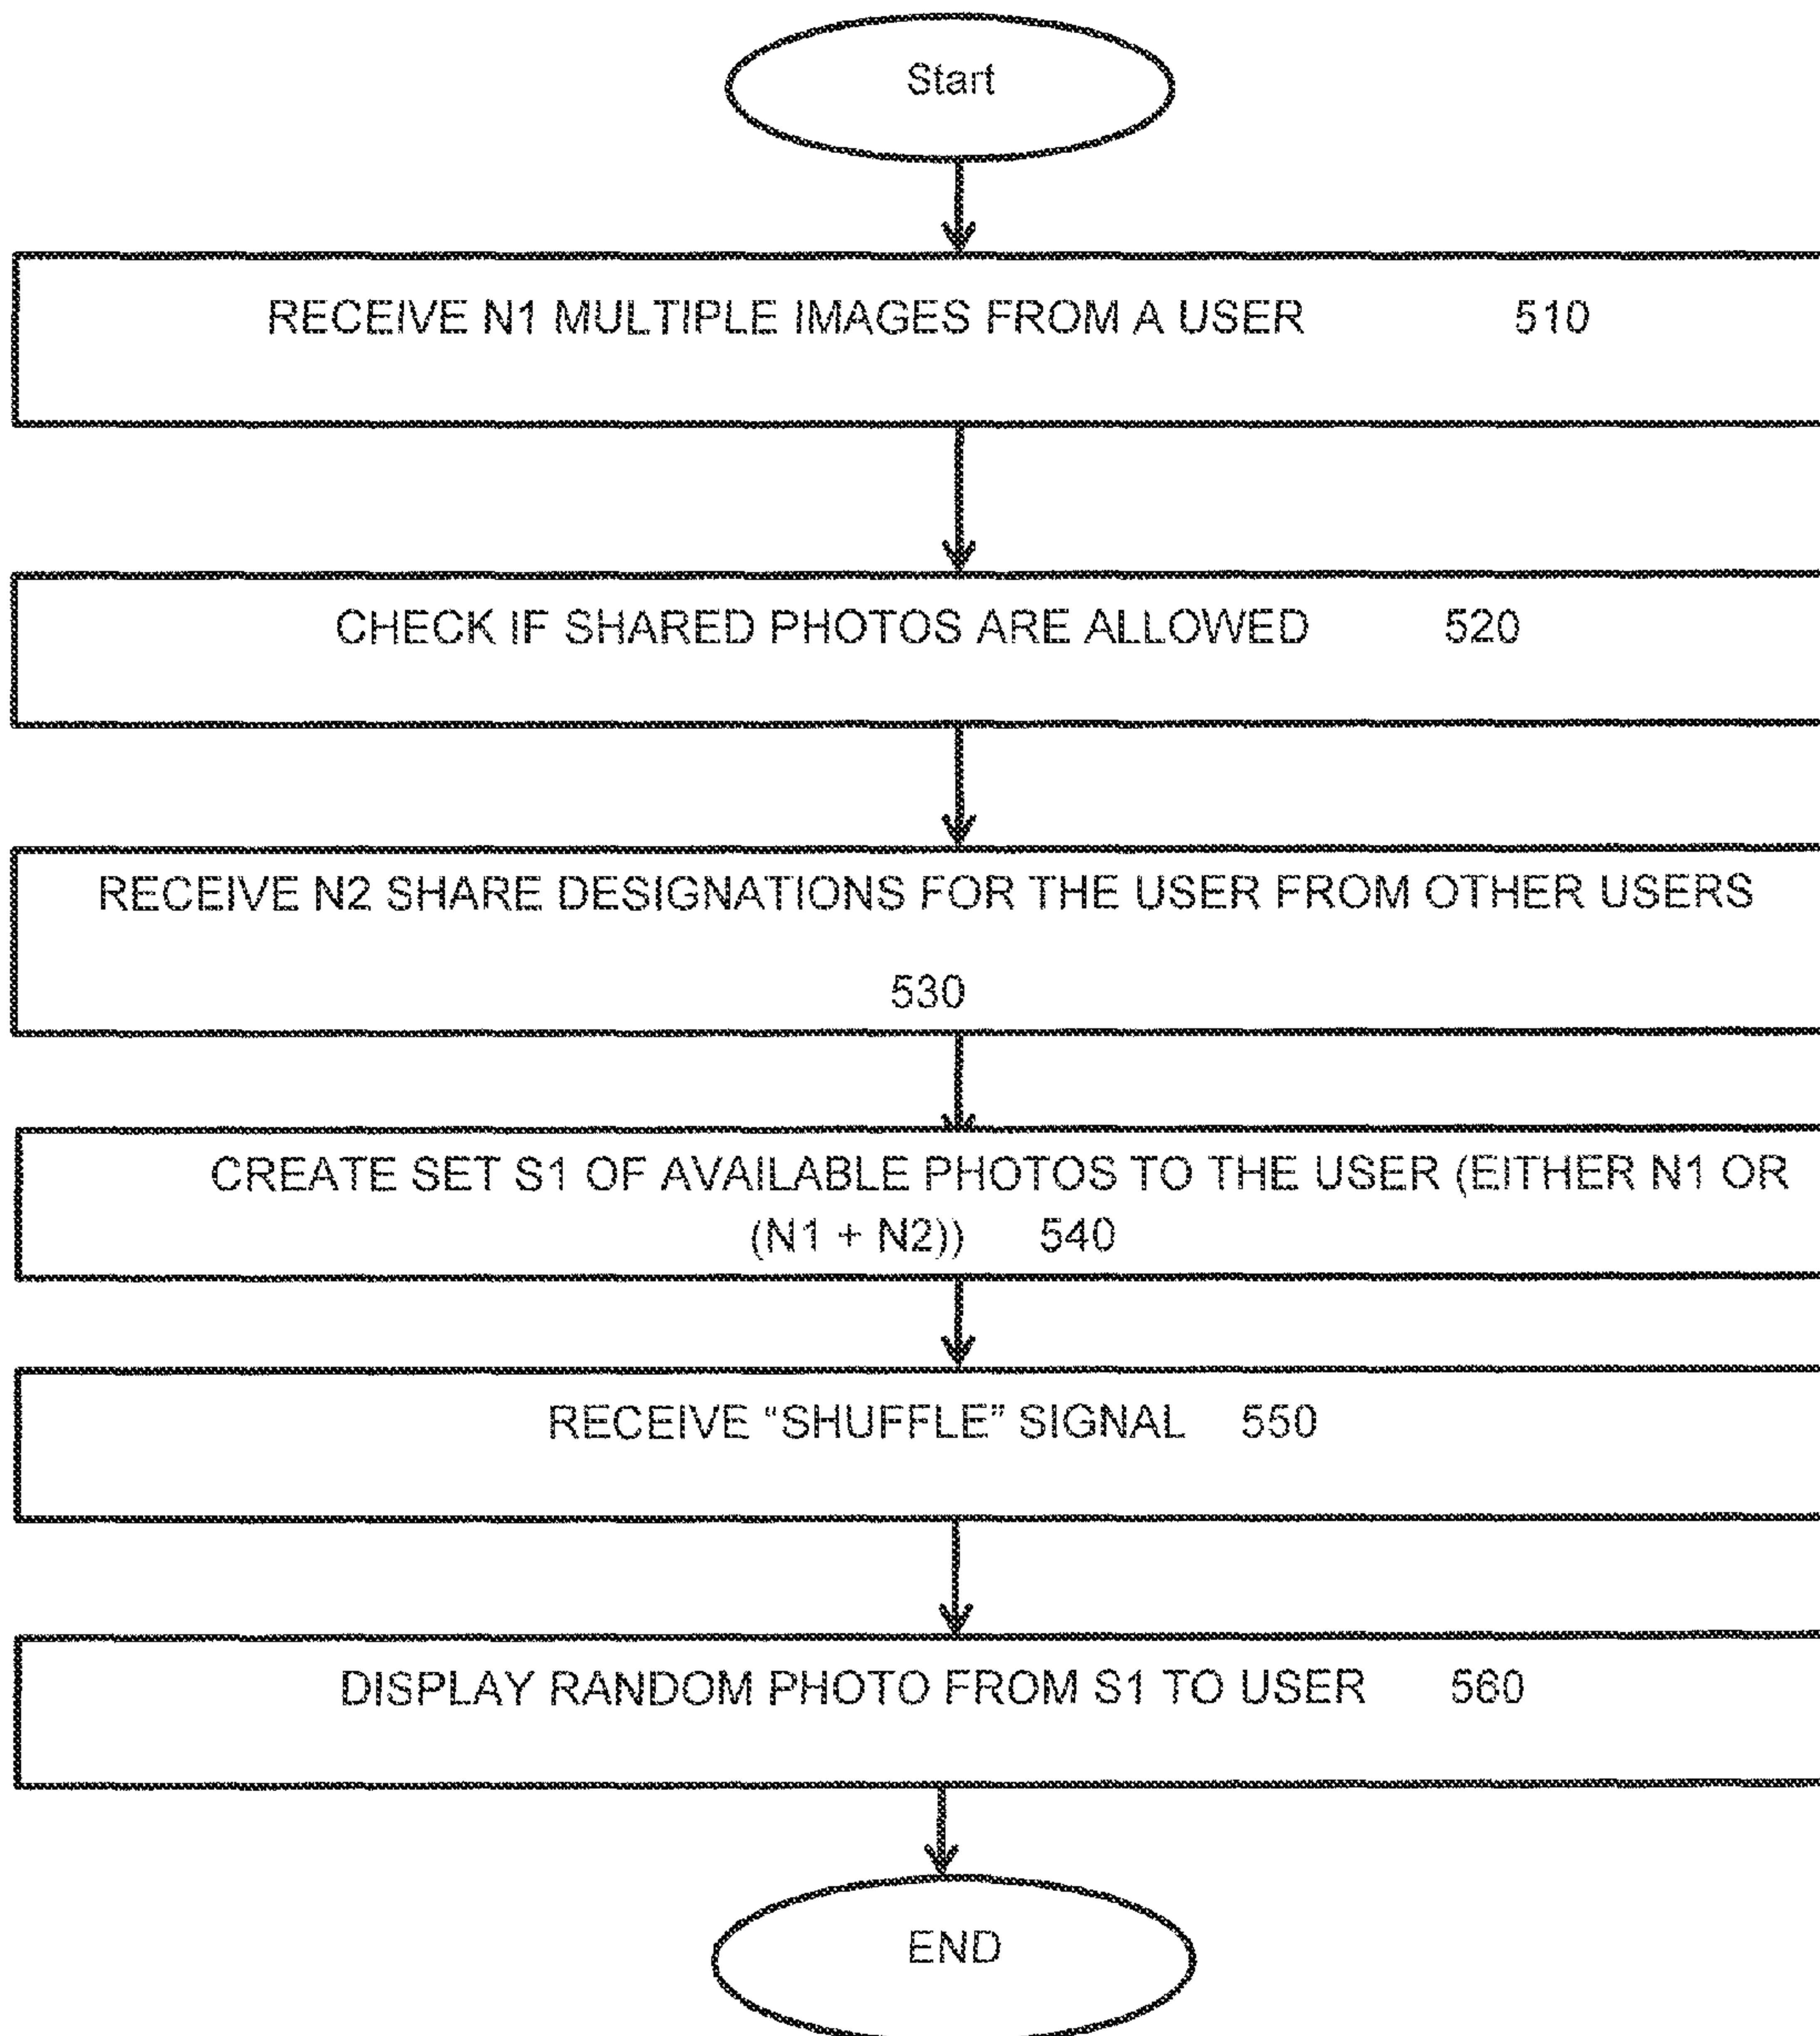 Start
RECEIVE N1 MULTIPLE IMAGES FROM A USER 510
CHECK IF SHARED PHOTOS ARE ALLOWED 520
RECEIVE N2 SHARE DESIGNATIONS FOR THE USER FROM OTHER USERS
530
CREATE SET S1 OF AVAILABLE PHOTOS TO THE USER (EITHER N1 OR
(N1 + N2)) 540
RECEIVE “SHUFFLE” SIGNAL 550
DISPLAY RANDOM PHOTO FROM S1 TO USER 560
END